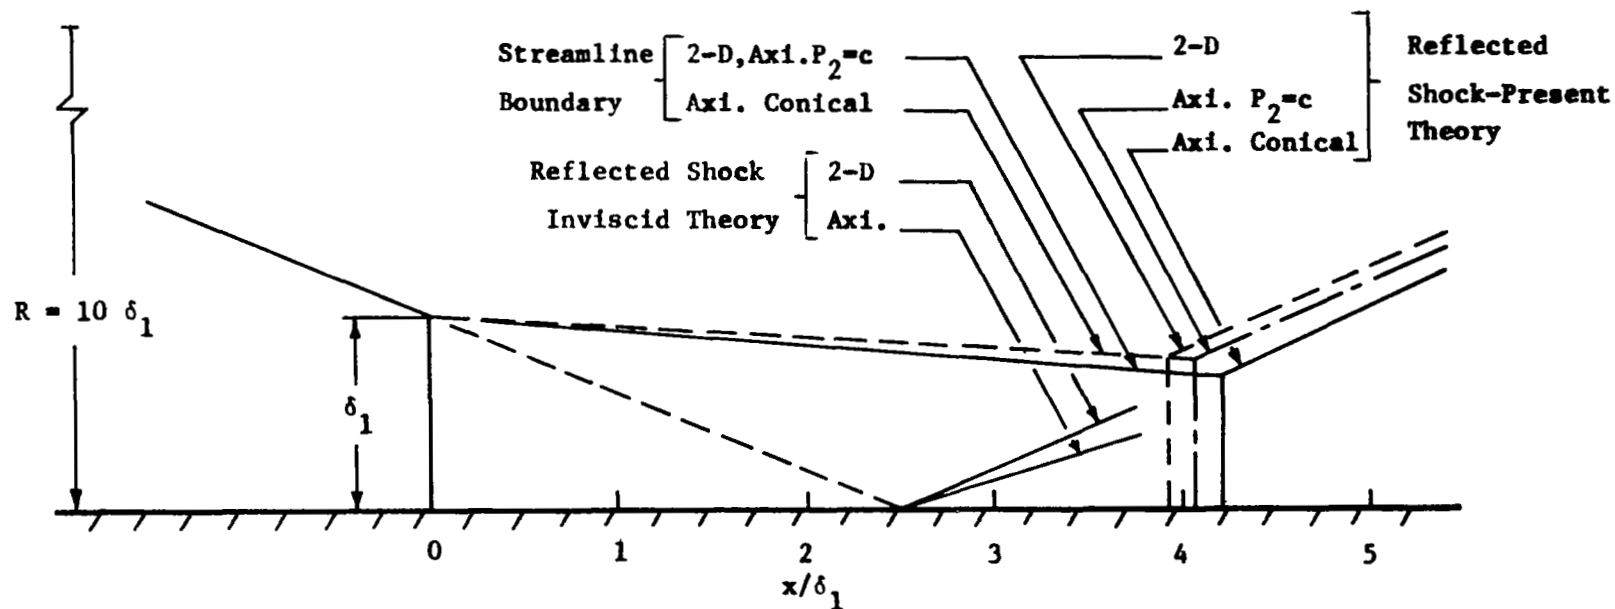 Streamline 2-D,Axi.P2=c
Boundary Axi. Conical
Reflected Shock 2-D
Inviscid Theory Axi.
2-D Reflected
Axi. P2=c Shock-Present
Axi. Conical Theory
R = 10 δ1
δ1
0 1 2 3 4 5
x/δ1